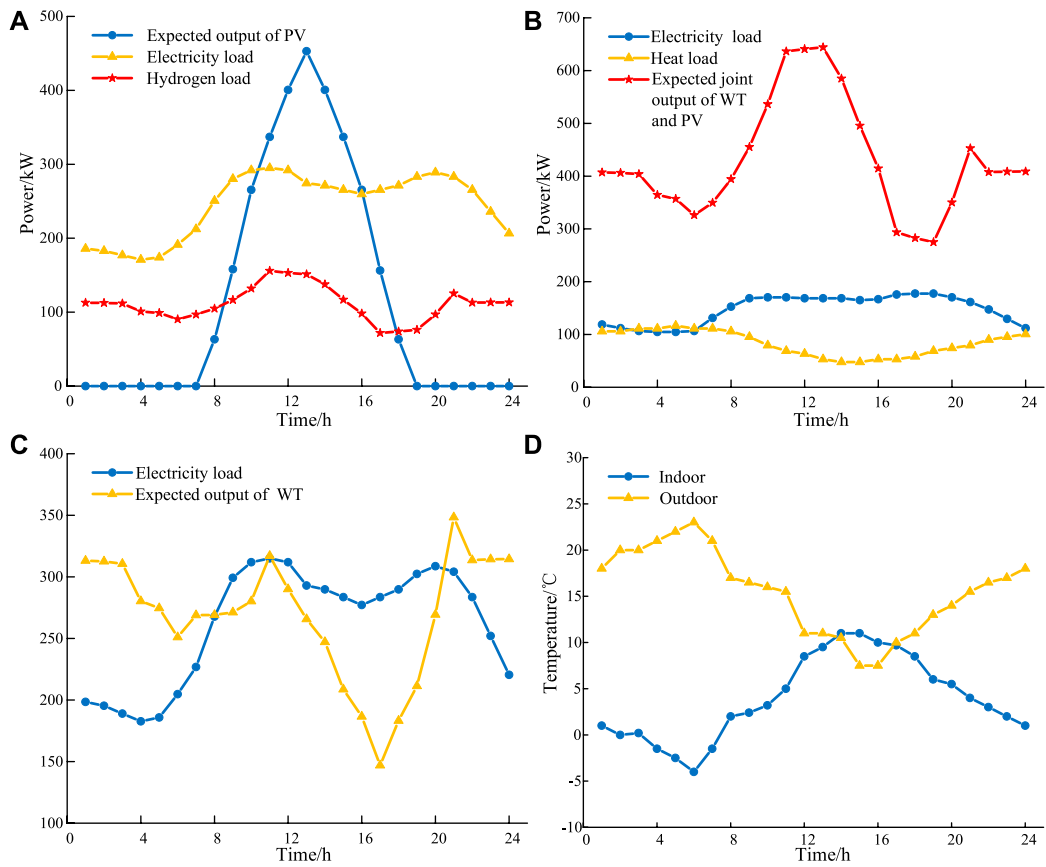 A
500
400
300
200
100
0
Power/kW
Expected output of PV
Electricity load
Hydrogen load
0 4 8 12 16 20 24
Time/h
B
700
600
500
400
300
200
100
0
Power/kW
Electricity load
Heat load
Expected joint
output of WT
and PV
0 4 8 12 16 20 24
Time/h
C
400
350
300
250
200
150
100
Electricity load
Expected output of WT
0 4 8 12 16 20 24
Time/h
D
30
25
20
15
10
5
0
-5
-10
Temperature/℃
Indoor
Outdoor
0 4 8 12 16 20 24
Time/h